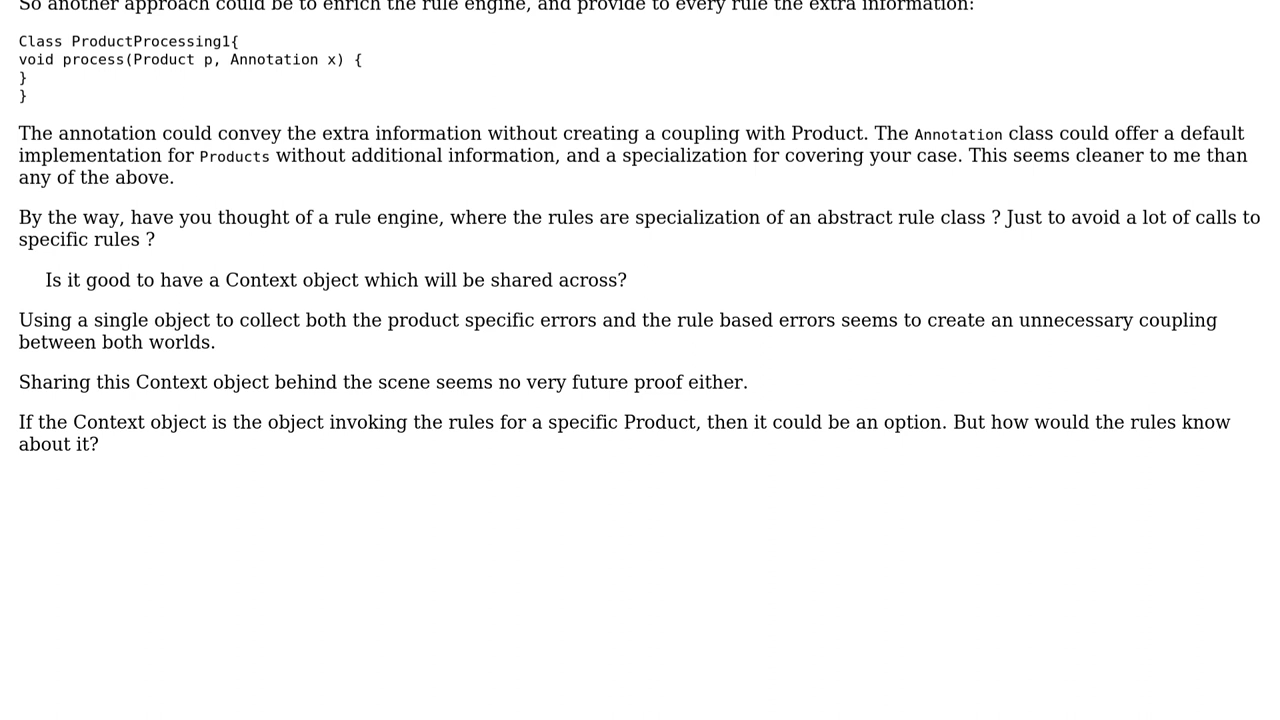 So another approach could be to enrich the rule engine, and provide to every rule the extra information:
Class ProductProcessing1{
void process(Product p, Annotation x) {
}
}
The annotation could convey the extra information without creating a coupling with Product. The Annotation class could offer a default
implementation for Products without additional information, and a specialization for covering your case. This seems cleaner to me than
any of the above.
By the way, have you thought of a rule engine, where the rules are specialization of an abstract rule class ? Just to avoid a lot of calls to
specific rules ?
Is it good to have a Context object which will be shared across?
Using a single object to collect both the product specific errors and the rule based errors seems to create an unnecessary coupling
between both worlds.
Sharing this Context object behind the scene seems no very future proof either.
If the Context object is the object invoking the rules for a specific Product, then it could be an option. But how would the rules know
about it?